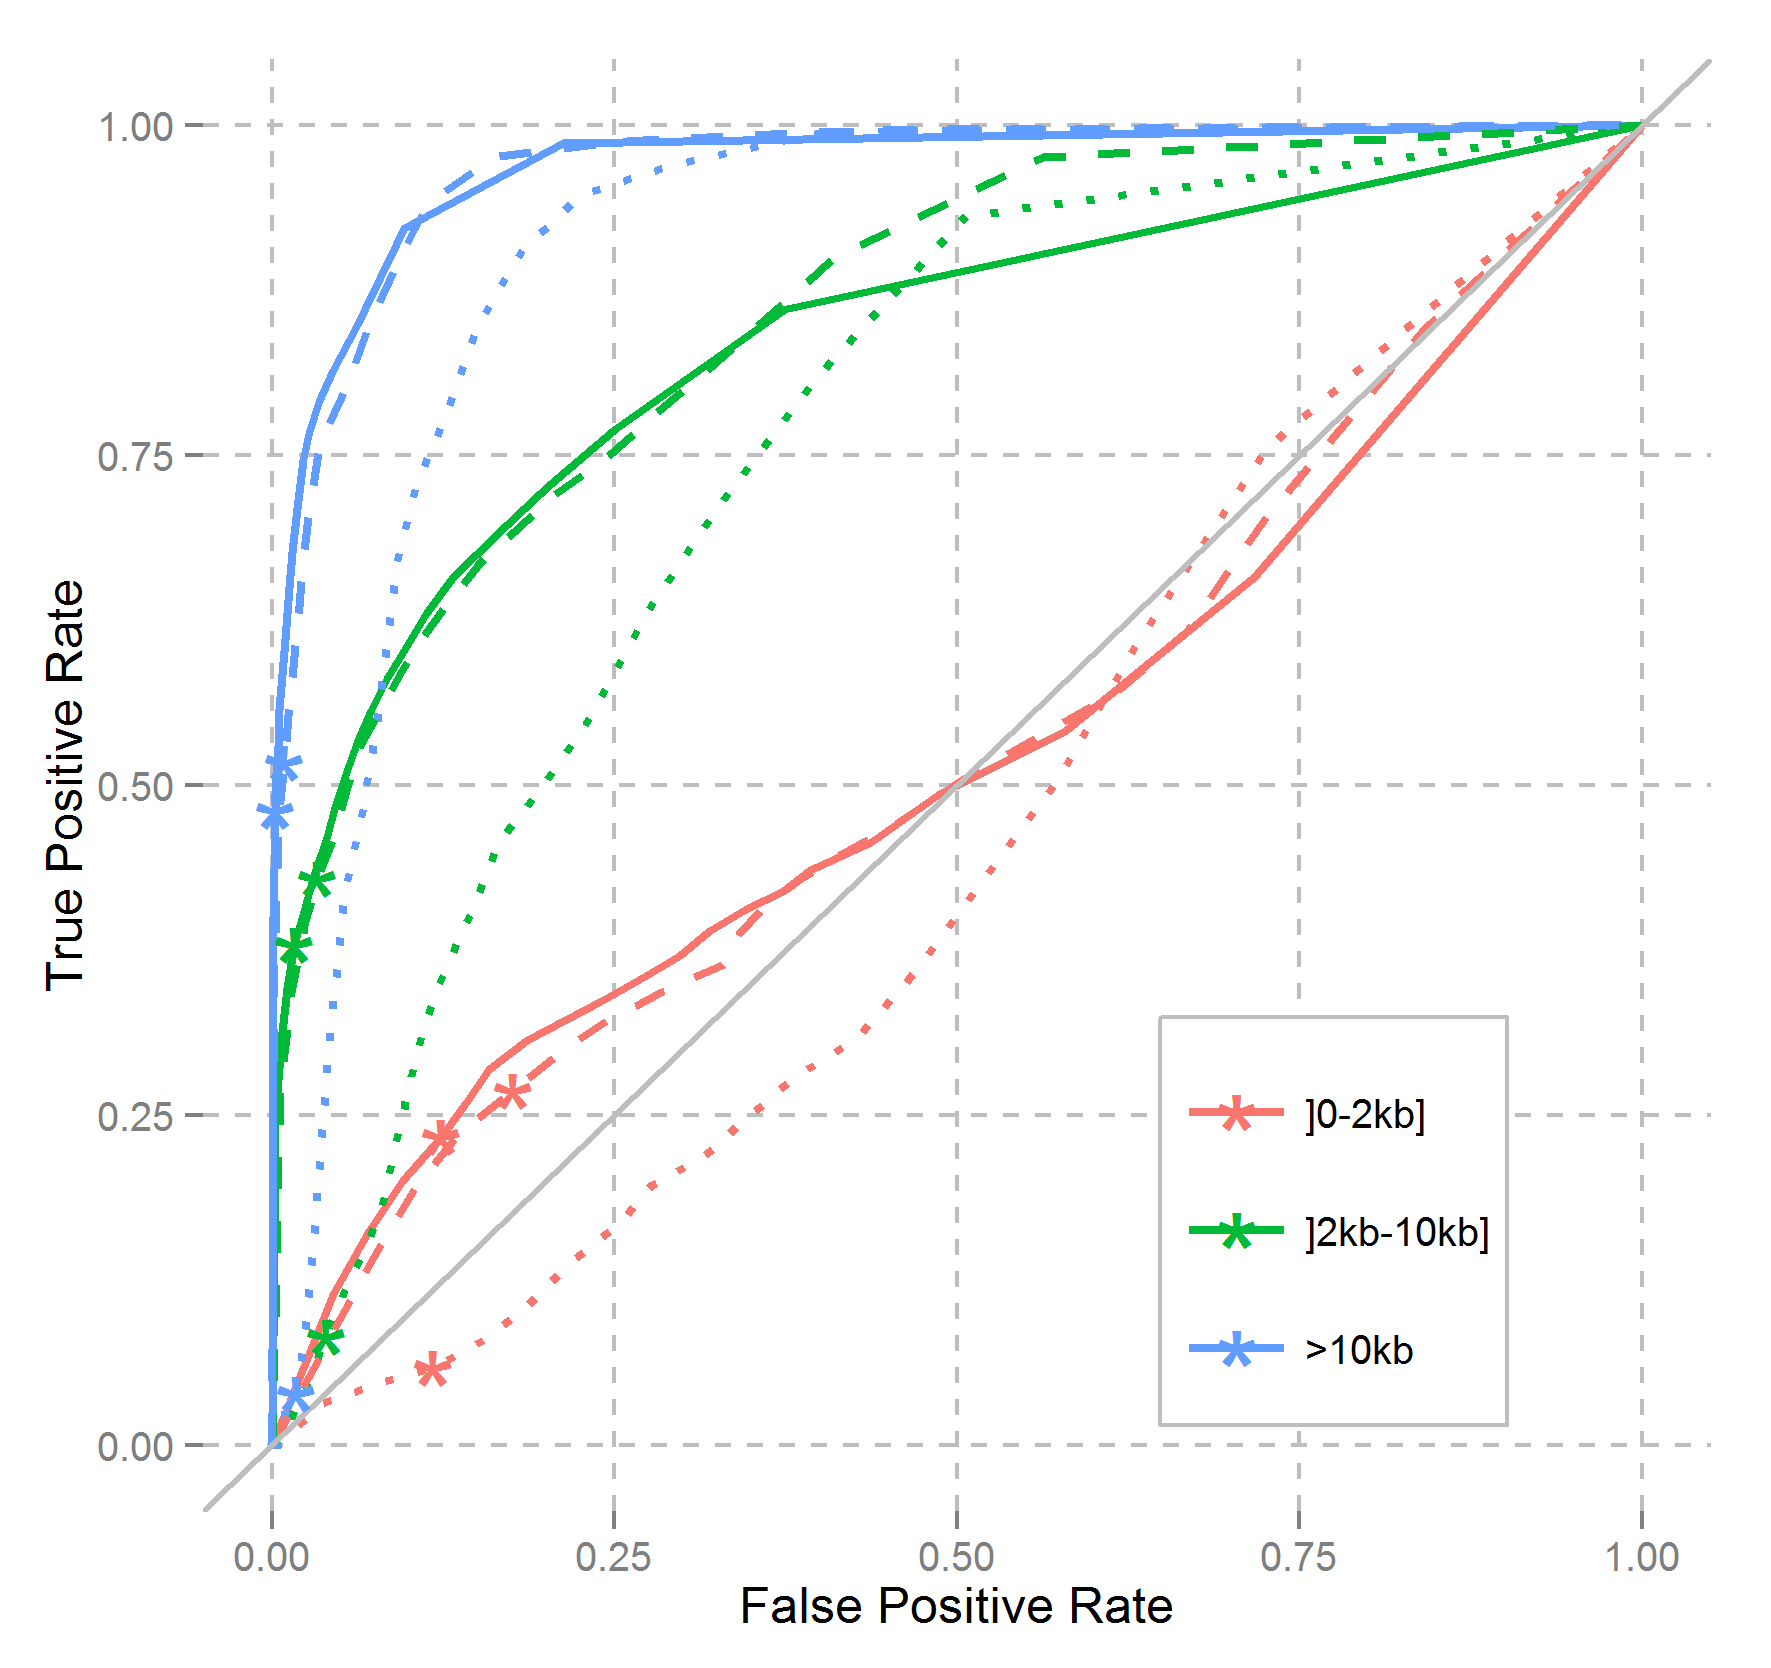 1.00
0.75
0.50
0.25
0.00
True Positive Rate
]0-2kb]
]2kb-10kb]
>10kb
0.00 0.25 0.50 0.75 1.00
False Positive Rate